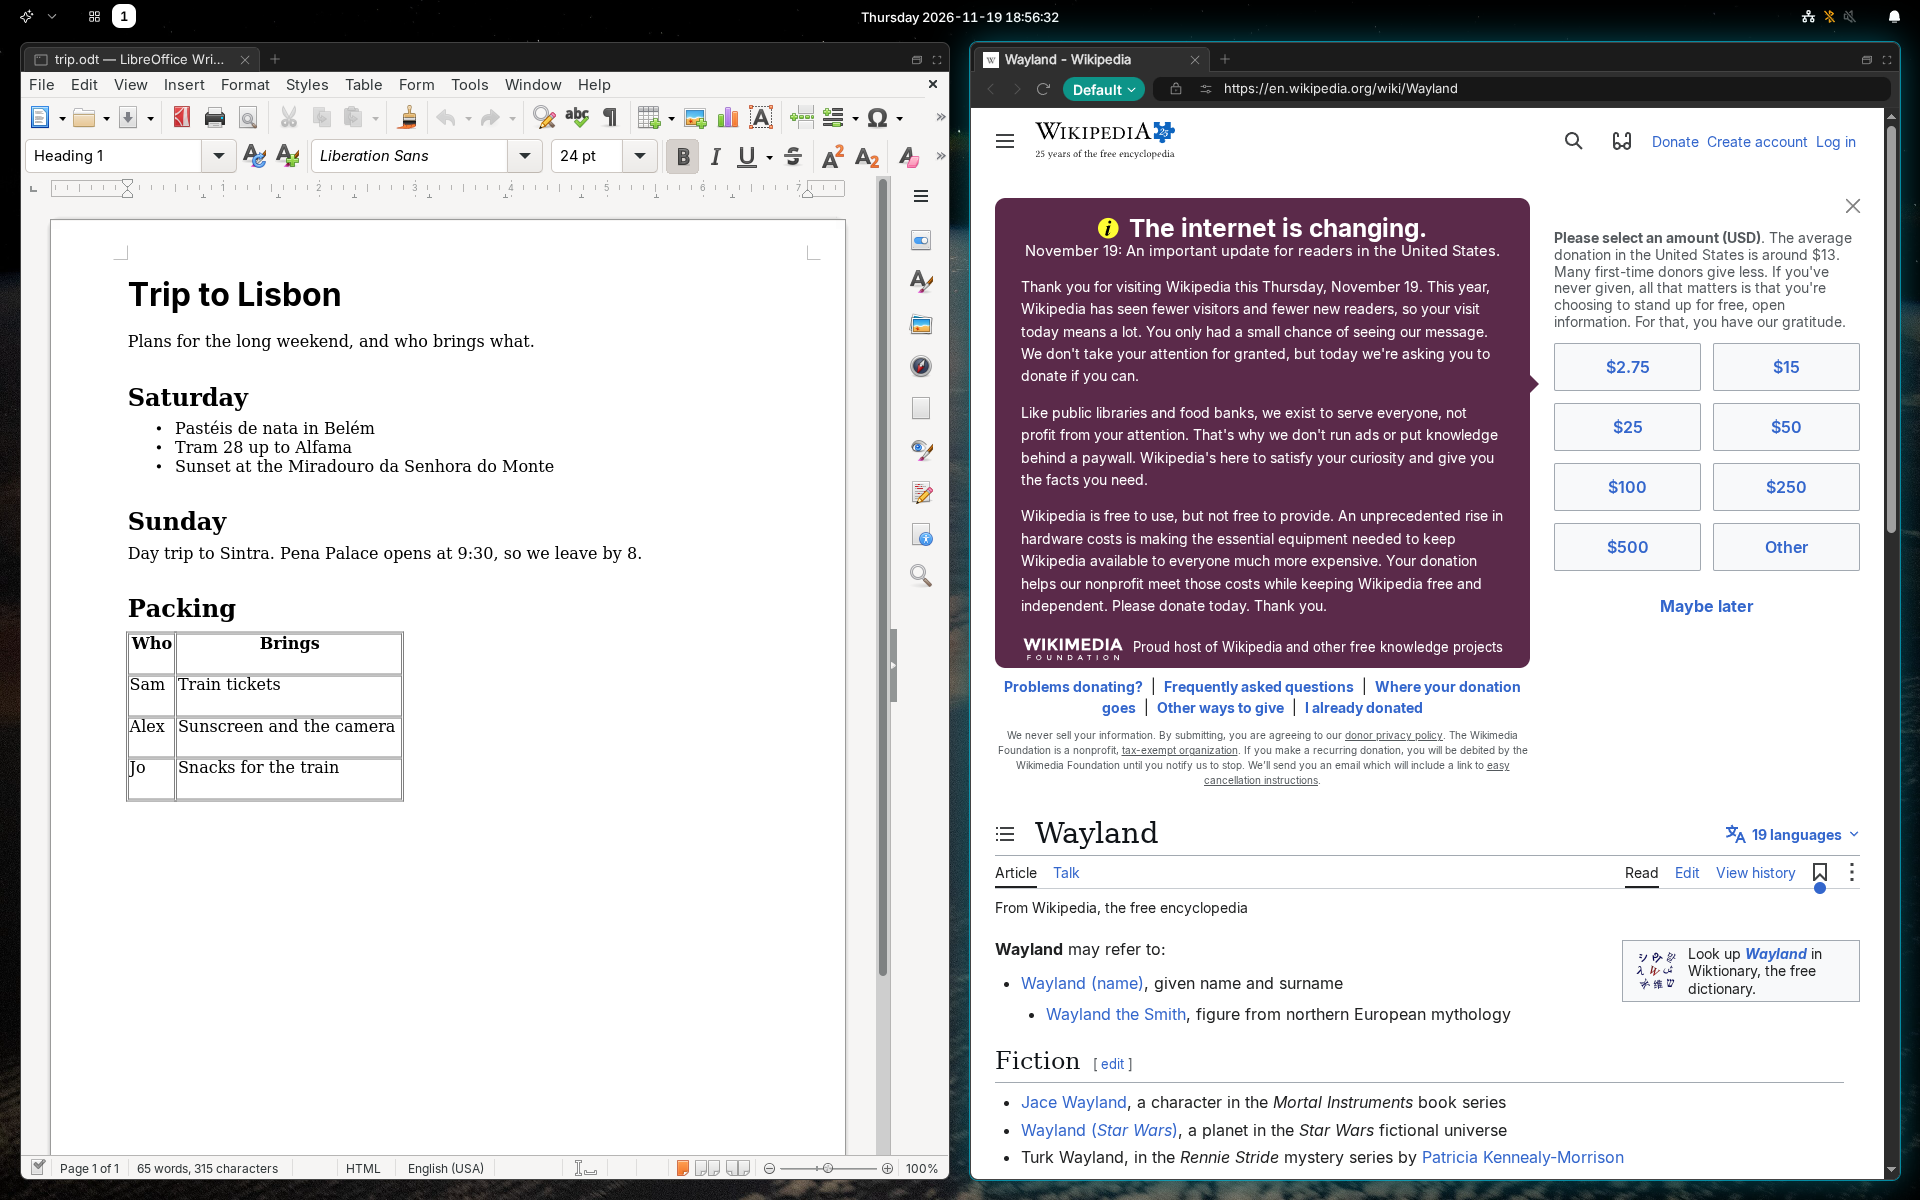 1
Thursday 2026-11-19 18:56:32
trip.odt — LibreOffice Wri...
File Edit View Insert Format Styles Table Form Tools Window Help
Heading 1
Liberation Sans
24 pt
1 2 3 4 5 6 7
Trip to Lisbon
Plans for the long weekend, and who brings what.
Saturday
• Pastéis de nata in Belém
• Tram 28 up to Alfama
• Sunset at the Miradouro da Senhora do Monte
Sunday
Day trip to Sintra. Pena Palace opens at 9:30, so we leave by 8.
Packing
Who Brings
Sam Train tickets
Alex Sunscreen and the camera
Jo Snacks for the train
Page 1 of 1 65 words, 315 characters HTML English (USA) 100%
Wayland - Wikipedia
Default https://en.wikipedia.org/wiki/Wayland
WIKIPEDIA 25
25 years of the free encyclopedia
Donate Create account Log in
The internet is changing.
November 19: An important update for readers in the United States.
Thank you for visiting Wikipedia this Thursday, November 19. This year,
Wikipedia has seen fewer visitors and fewer new readers, so your visit
today means a lot. You only had a small chance of seeing our message.
We don't take your attention for granted, but today we're asking you to
donate if you can.
Like public libraries and food banks, we exist to serve everyone, not
profit from your attention. That's why we don't run ads or put knowledge
behind a paywall. Wikipedia's here to satisfy your curiosity and give you
the facts you need.
Wikipedia is free to use, but not free to provide. An unprecedented rise in
hardware costs is making the essential equipment needed to keep
Wikipedia available to everyone much more expensive. Your donation
helps our nonprofit meet those costs while keeping Wikipedia free and
independent. Please donate today. Thank you.
WIKIMEDIA
FOUNDATION
Proud host of Wikipedia and other free knowledge projects
Please select an amount (USD). The average
donation in the United States is around $13.
Many first-time donors give less. If you've
never given, all that matters is that you're
choosing to stand up for free, open
information. For that, you have our gratitude.
$2.75 $15
$25 $50
$100 $250
$500 Other
Maybe later
Problems donating? | Frequently asked questions | Where your donation
goes | Other ways to give | I already donated
We never sell your information. By submitting, you are agreeing to our donor privacy policy. The Wikimedia
Foundation is a nonprofit, tax-exempt organization. If you make a recurring donation, you will be debited by the
Wikimedia Foundation until you notify us to stop. We'll send you an email which will include a link to easy
cancellation instructions.
Wayland
19 languages
Article Talk Read Edit View history
From Wikipedia, the free encyclopedia
Wayland may refer to:
• Wayland (name), given name and surname
• Wayland the Smith, figure from northern European mythology
Look up Wayland in
Wiktionary, the free
dictionary.
Fiction [ edit ]
• Jace Wayland, a character in the Mortal Instruments book series
• Wayland (Star Wars), a planet in the Star Wars fictional universe
• Turk Wayland, in the Rennie Stride mystery series by Patricia Kennealy-Morrison